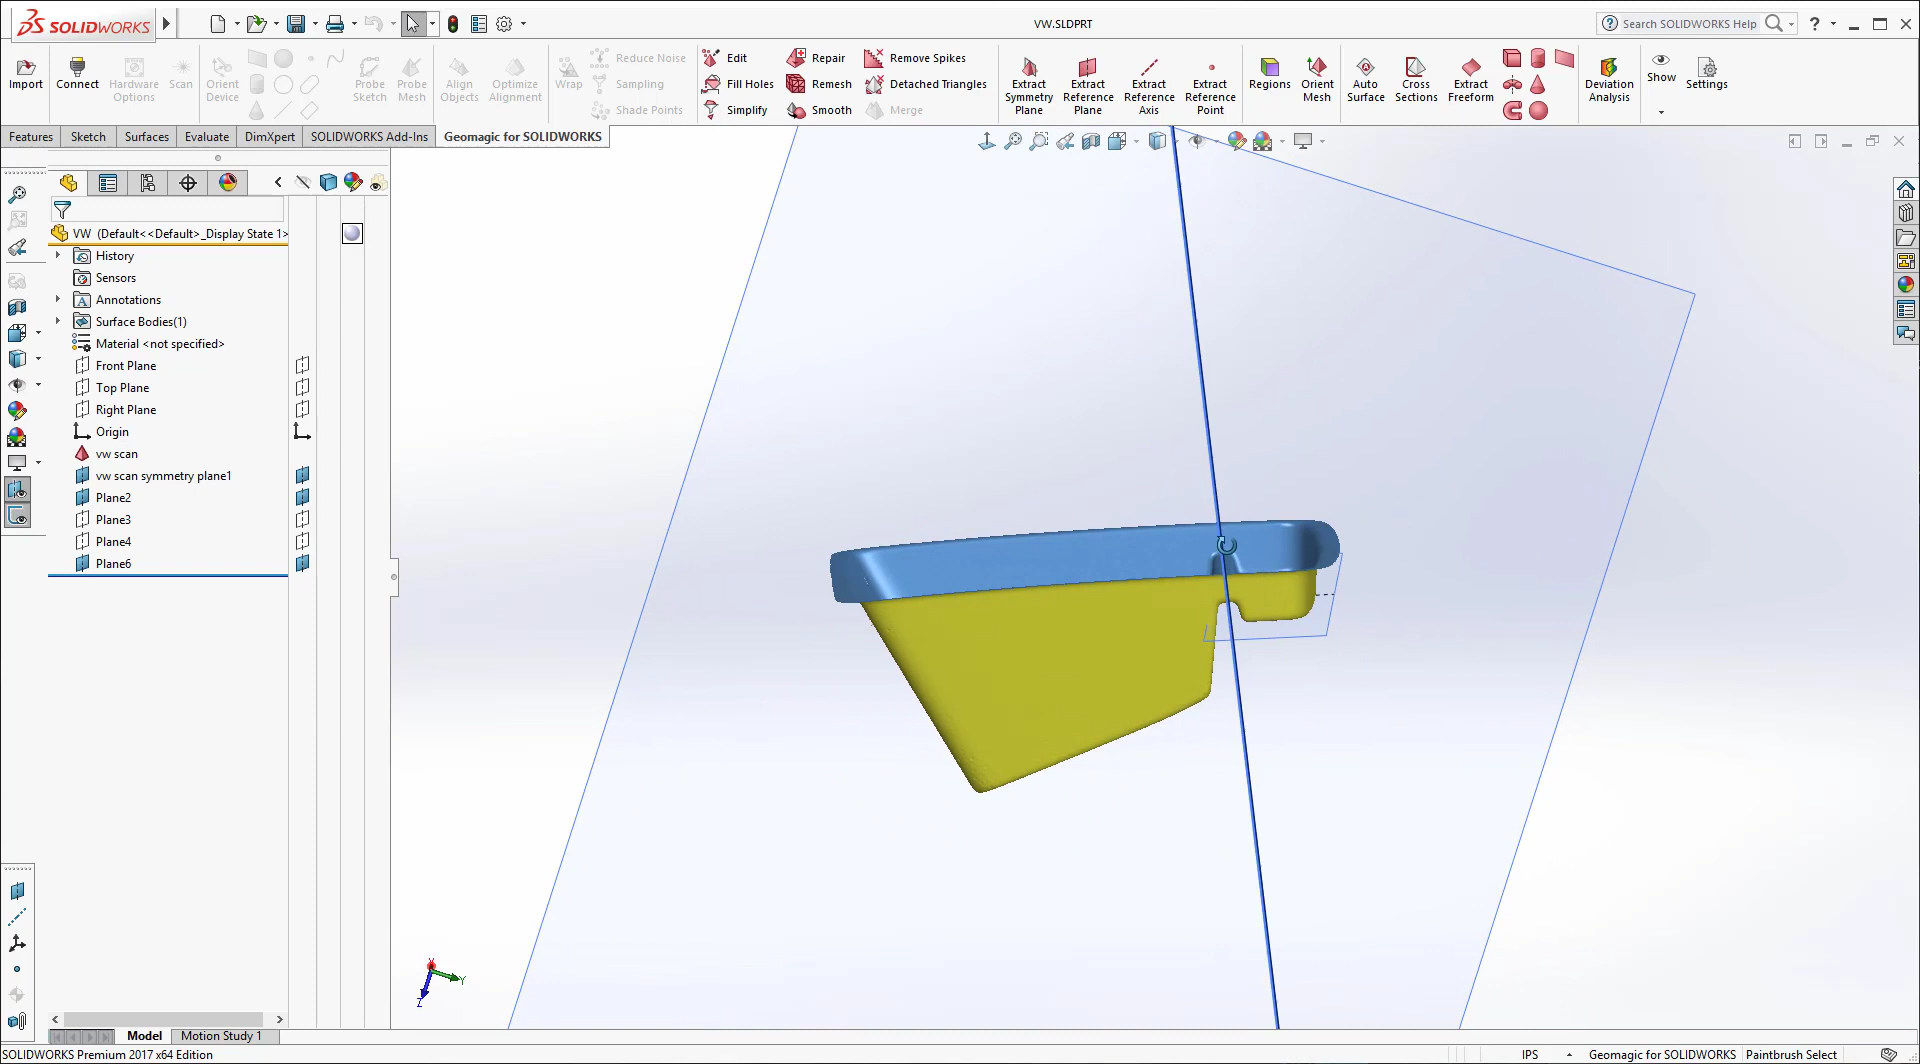 SOLIDWORKS
VW.SLDPRT
Search SOLIDWORKS Help
Import
Connect
Hardware Options
Scan
Orient Device
Probe Sketch
Probe Mesh
Align Objects
Optimize Alignment
Wrap
Reduce Noise
Sampling
Shade Points
Edit
Fill Holes
Simplify
Repair
Remesh
Smooth
Remove Spikes
Detached Triangles
Merge
Extract Symmetry Plane
Extract Reference Plane
Extract Reference Axis
Extract Reference Point
Regions
Orient Mesh
Auto Surface
Cross Sections
Extract Freeform
Deviation Analysis
Show
Settings
Features
Sketch
Surfaces
Evaluate
DimXpert
SOLIDWORKS Add-Ins
Geomagic for SOLIDWORKS
VW (Default<<Default>_Display State 1>
History
Sensors
Annotations
Surface Bodies(1)
Material <not specified>
Front Plane
Top Plane
Right Plane
Origin
vw scan
vw scan symmetry plane1
Plane2
Plane3
Plane4
Plane6
Y
Z
Model
Motion Study 1
SOLIDWORKS Premium 2017 x64 Edition
IPS
Geomagic for SOLIDWORKS
Paintbrush Select